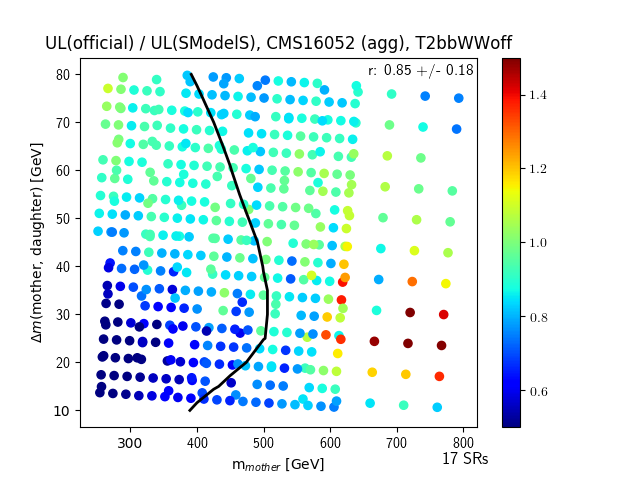 UL(official) / UL(SModelS), CMS16052 (agg), T2bbWWoff
r: 0.85 +/- 0.18
80
70
60
50
40
30
20
10
Δm(mother, daughter) [GeV]
300 400 500 600 700 800
m_mother [GeV]
17 SRs
1.4
1.2
1.0
0.8
0.6